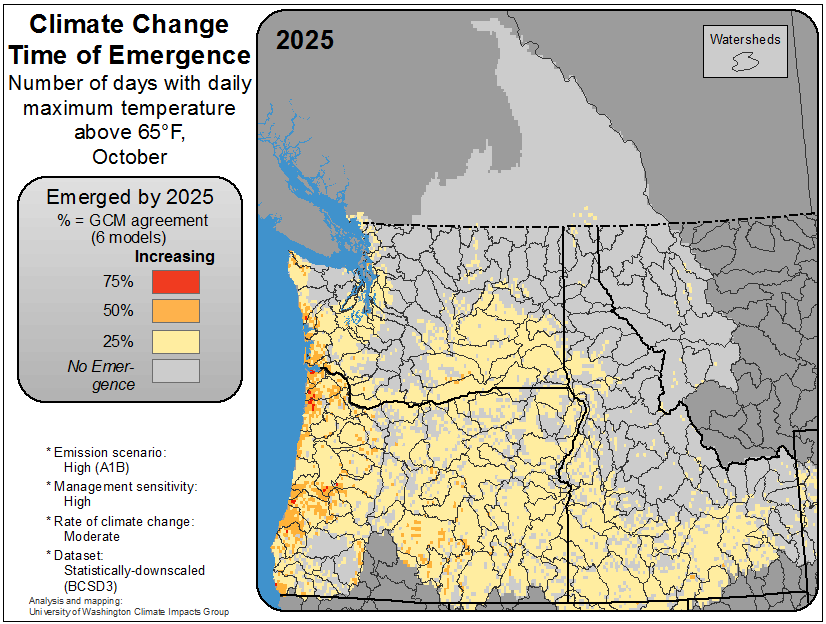 Climate Change
Time of Emergence
Number of days with daily
maximum temperature
above 65°F,
October
Emerged by 2025
% = GCM agreement
(6 models)
Increasing
75%
50%
25%
No Emer-
gence
* Emission scenario:
High (A1B)
* Management sensitivity:
High
* Rate of climate change:
Moderate
* Dataset:
Statistically-downscaled
(BCSD3)
Analysis and mapping:
University of Washington Climate Impacts Group
2025
Watersheds